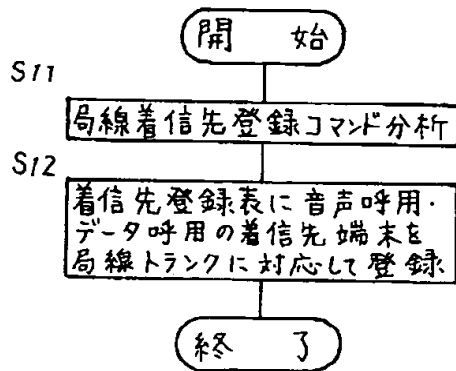 開 始
S11
局線着信先登録コマンド分析
S12
着信先登録表に音声呼用・
データ呼用の着信先端末を
局線トランクに対応して登録
終 了